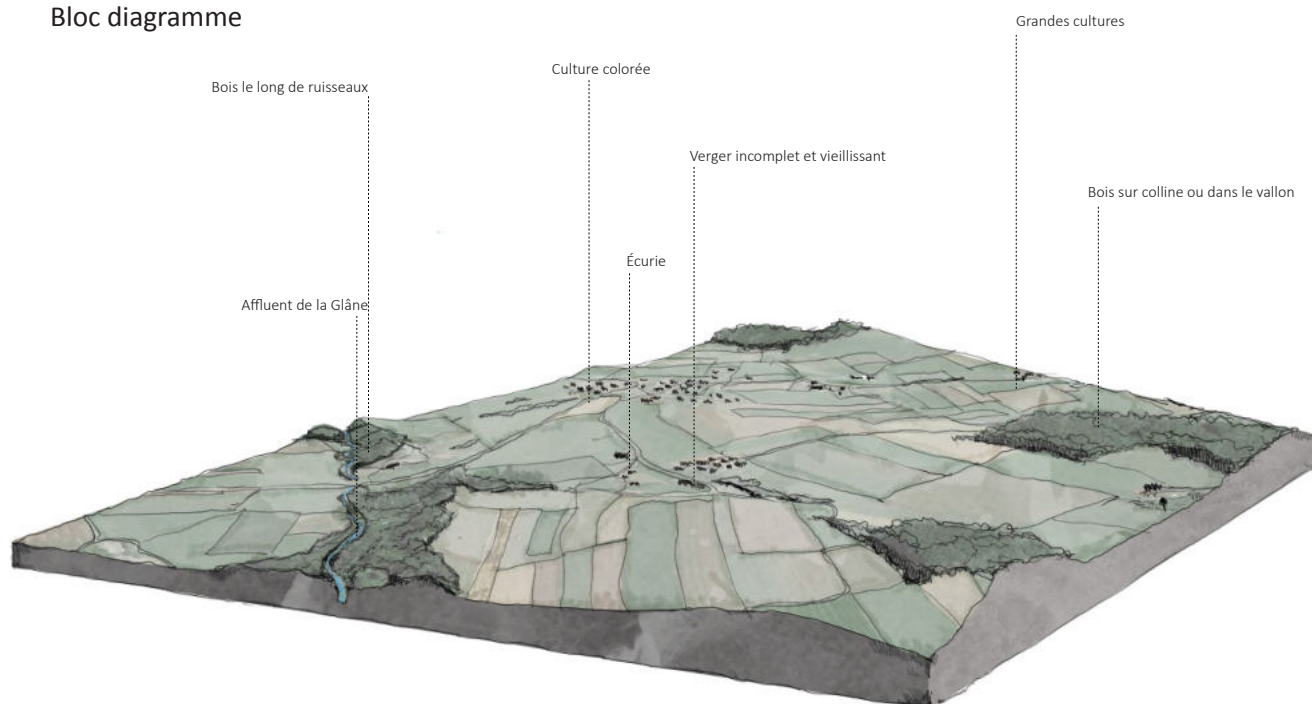 Bloc diagramme
Grandes cultures
Culture colorée
Bois le long de ruisseaux
Verger incomplet et vieillissant
Bois sur colline ou dans le vallon
Écurie
Affluent de la Glâne